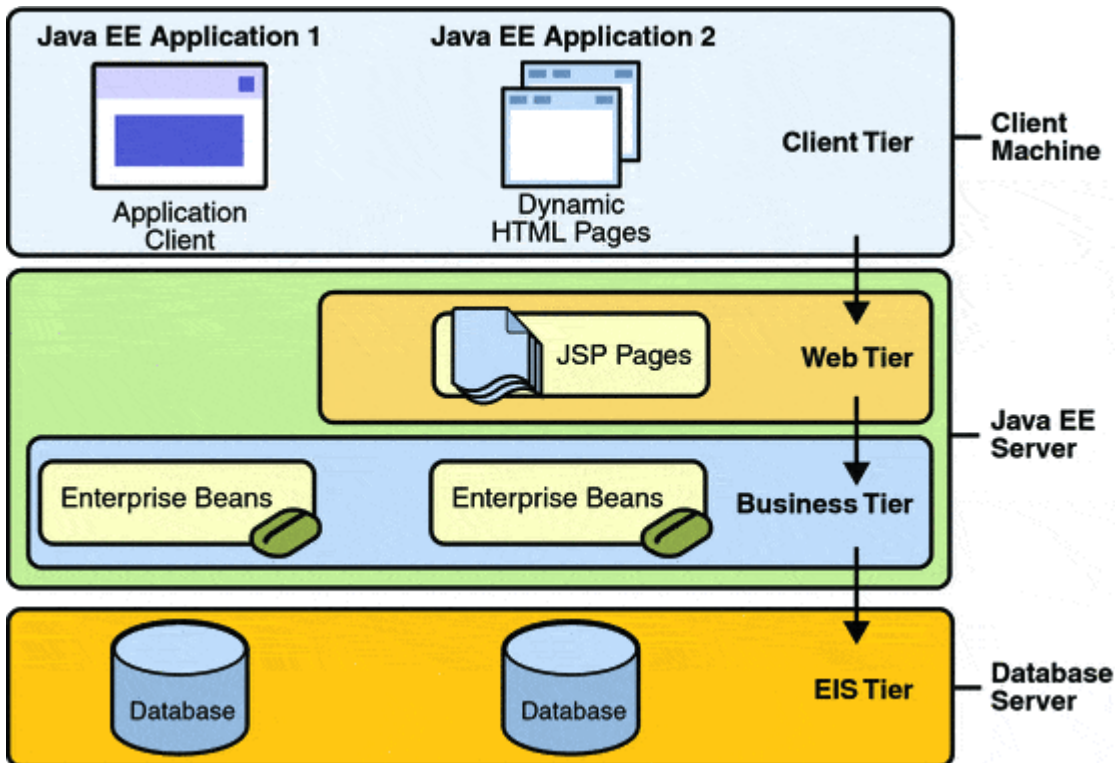 Java EE Application 1
Java EE Application 2
Application
Client
Dynamic
HTML Pages
Client Tier
Client
Machine
JSP Pages
Web Tier
Java EE
Server
Enterprise Beans
Enterprise Beans
Business Tier
Database
Database
EIS Tier
Database
Server